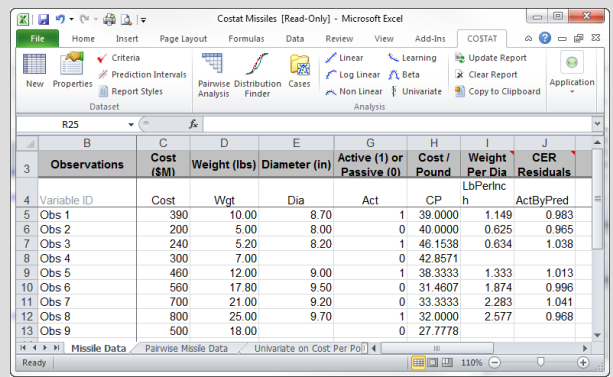 Costat Missiles [Read-Only] - Microsoft Excel
File Home Insert Page Layout Formulas Data Review View Add-Ins COSTAT
Criteria
Prediction Intervals
Report Styles
New Properties
Dataset
Pairwise Analysis
Distribution Finder
Cases
Linear Learning
Log Linear Beta
Non Linear Univariate
Analysis
Update Report
Clear Report
Copy to Clipboard
Application
R25 fx
B C D E G H I J
3 Observations Cost ($M) Weight (lbs) Diameter (in) Active (1) or Passive (0) Cost / Pound Weight Per Dia CER Residuals
4 Variable ID Cost Wgt Dia Act CP LbPerInch ActByPred
5 Obs 1 390 10.00 8.70 1 39.0000 1.149 0.983
6 Obs 2 200 5.00 8.00 0 40.0000 0.625 0.965
7 Obs 3 240 5.20 8.20 1 46.1538 0.634 1.038
8 Obs 4 300 7.00 0 42.8571
9 Obs 5 460 12.00 9.00 1 38.3333 1.333 1.013
10 Obs 6 560 17.80 9.50 0 31.4607 1.874 0.996
11 Obs 7 700 21.00 9.20 0 33.3333 2.283 1.041
12 Obs 8 800 25.00 9.70 1 32.0000 2.577 0.968
13 Obs 9 500 18.00 0 27.7778
Missile Data Pairwise Missile Data Univariate on Cost Per Po
Ready 110%